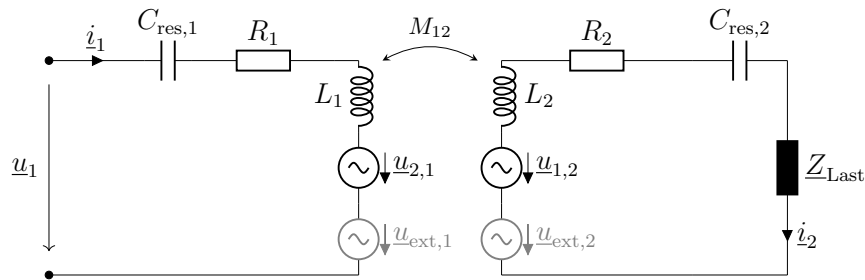 C_res,1
C_res,2
i_1
R_1
M_12
R_2
L_1
L_2
u_1
u_2,1
u_1,2
Z_Last
u_ext,1
u_ext,2
i_2